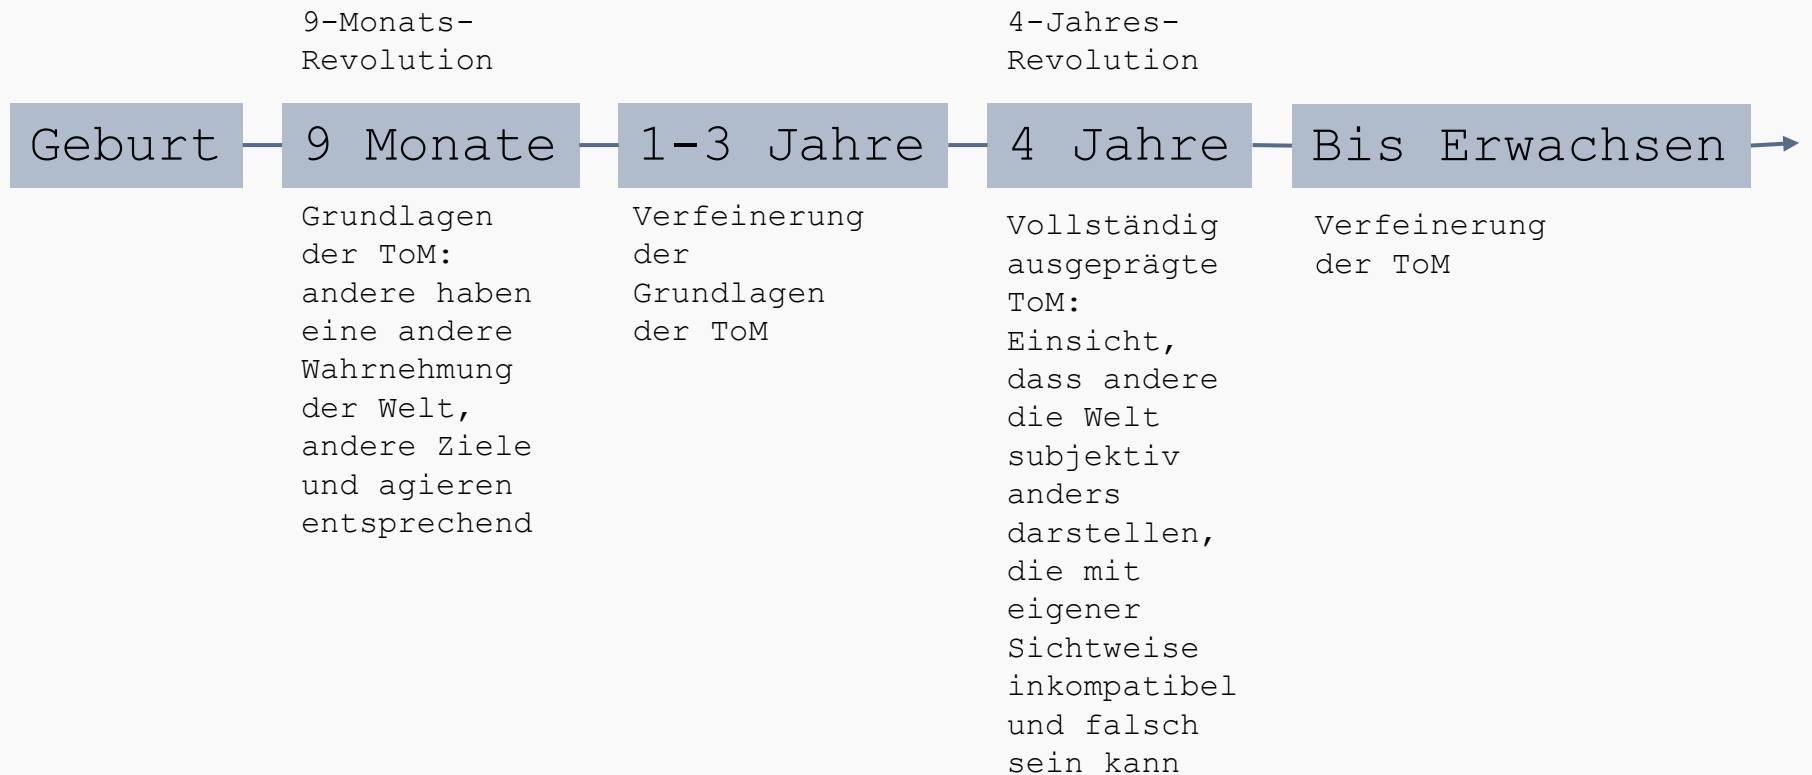 9-Monats-
Revolution
4-Jahres-
Revolution
Geburt
9 Monate
1-3 Jahre
4 Jahre
Bis Erwachsen
Grundlagen
der ToM:
andere haben
eine andere
Wahrnehmung
der Welt,
andere Ziele
und agieren
entsprechend
Verfeinerung
der
Grundlagen
der ToM
Vollständig
ausgeprägte
ToM:
Einsicht,
dass andere
die Welt
subjektiv
anders
darstellen,
die mit
eigener
Sichtweise
inkompatibel
und falsch
sein kann
Verfeinerung
der ToM